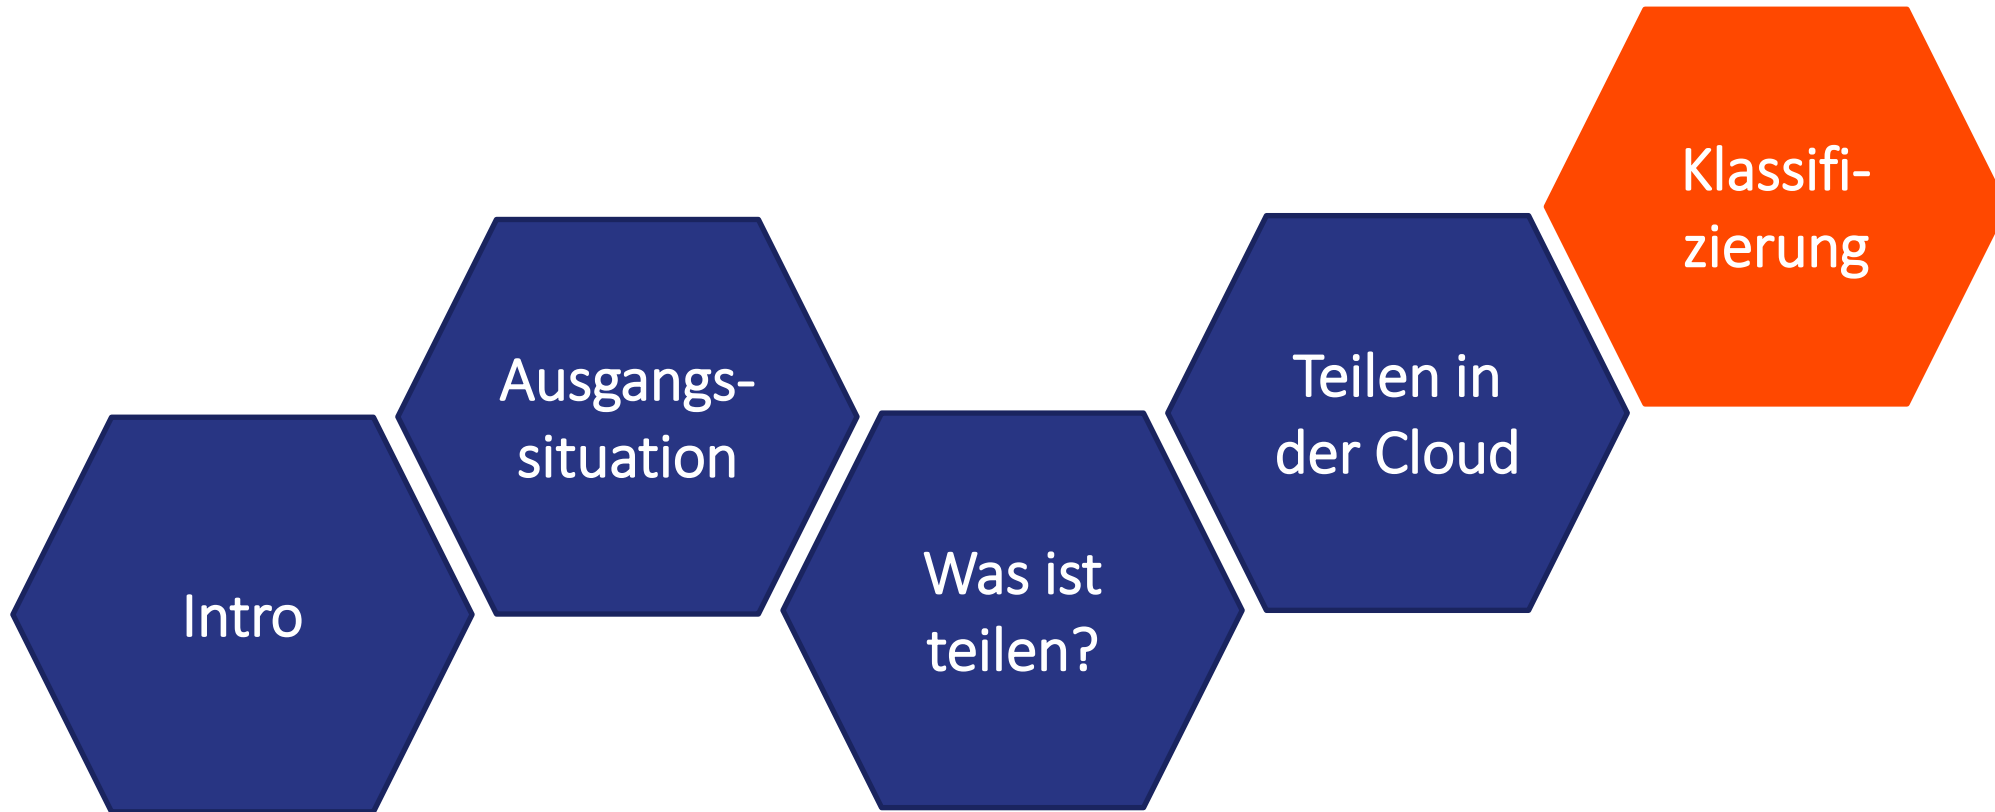 Intro
Ausgangs-
situation
Was ist
teilen?
Teilen in
der Cloud
Klassifi-
zierung